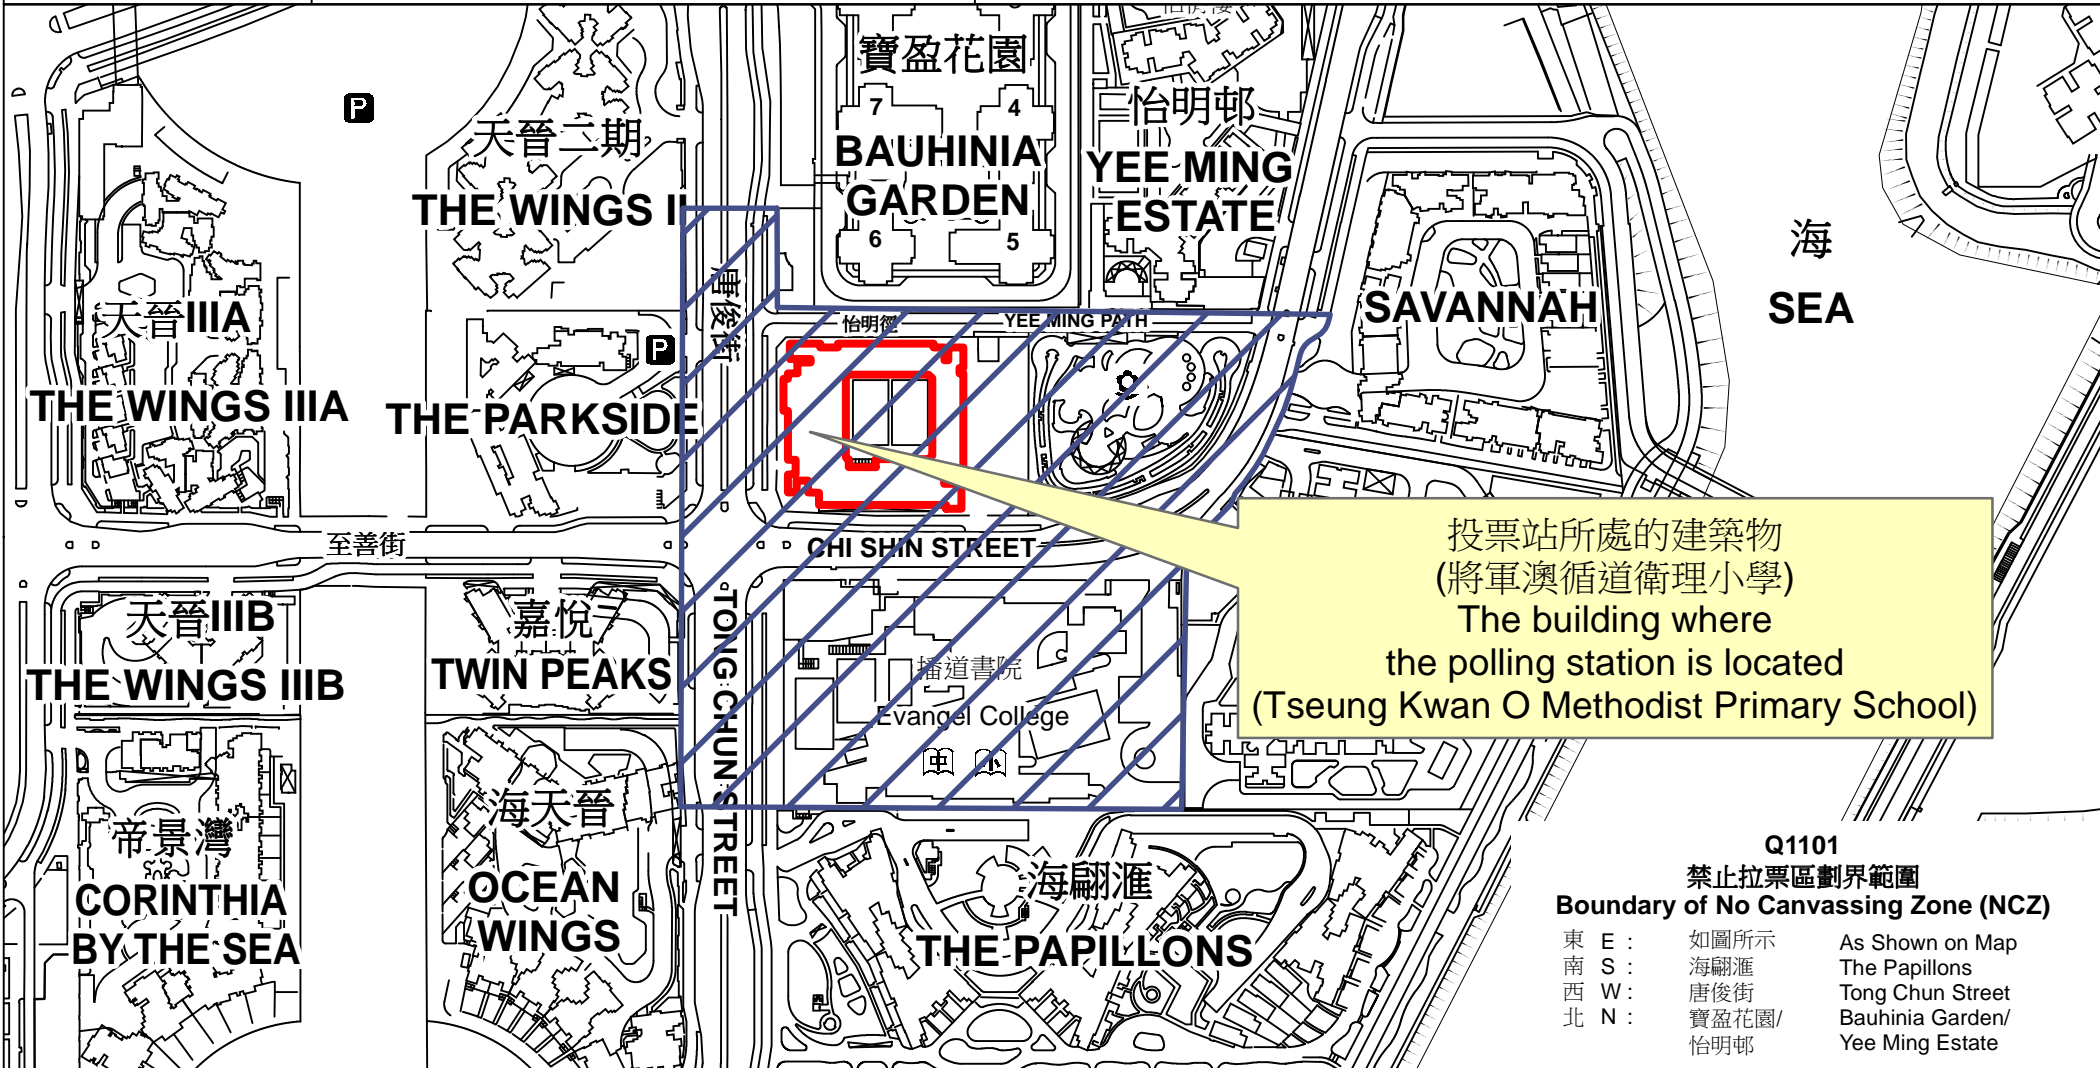 寶盈花園
7
4
BAUHINIA
GARDEN
6
5
怡明邨
YEE MING
ESTATE
P
天晉二期
THE WINGS II
海
SEA
SAVANNAH
天晉IIIA
THE WINGS IIIA
P
THE PARKSIDE
唐俊街
怡明徑
YEE MING PATH
至善街
CHI SHIN STREET
投票站所處的建築物
(將軍澳循道衛理小學)
The building where
the polling station is located
(Tseung Kwan O Methodist Primary School)
天晉IIIB
THE WINGS IIIB
嘉悅
TWIN PEAKS
TONG CHUN STREET
播道書院
Evangel College
中
小
帝景灣
CORINTHIA
BY THE SEA
海天晉
OCEAN
WINGS
海翩滙
THE PAPILLONS
Q1101
禁止拉票區劃界範圍
Boundary of No Canvassing Zone (NCZ)
東 E : 如圖所示 As Shown on Map
南 S : 海翩滙 The Papillons
西 W : 唐俊街 Tong Chun Street
北 N : 寶盈花園/ Bauhinia Garden/
怡明邨 Yee Ming Estate